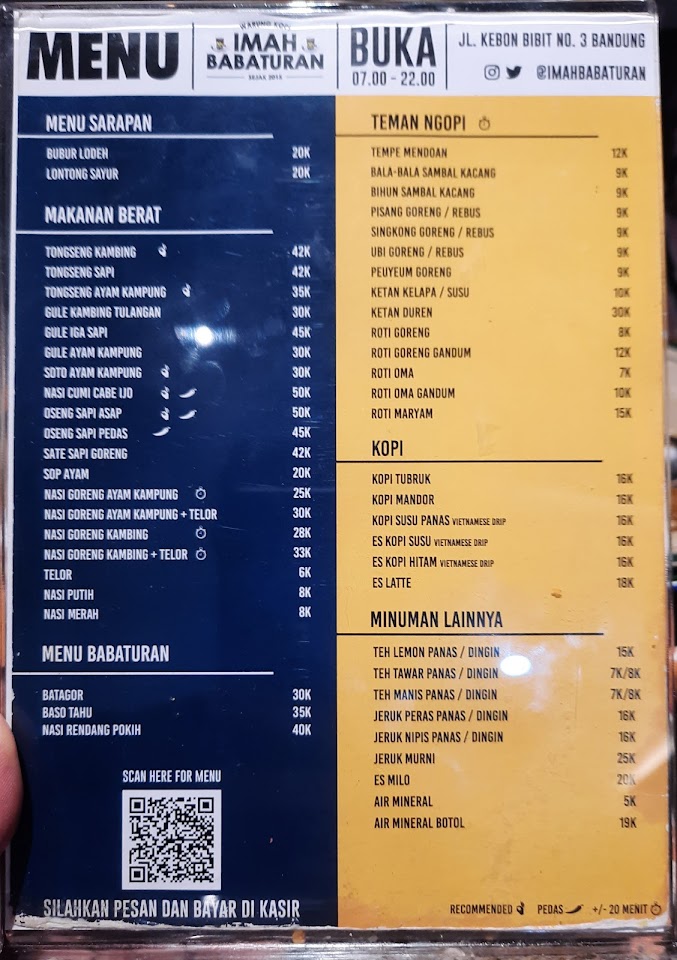 MENU
WARUNG KOPI
IMAH
BABATURAN
SEJAK 2013
BUKA
07.00 - 22.00
JL. KEBON BIBIT NO. 3 BANDUNG
@IMAHBABATURAN
MENU SARAPAN
BUBUR LODEH 20K
LONTONG SAYUR 20K
MAKANAN BERAT
TONGSENG KAMBING 42K
TONGSENG SAPI 42K
TONGSENG AYAM KAMPUNG 35K
GULE KAMBING TULANGAN 30K
GULE IGA SAPI 45K
GULE AYAM KAMPUNG 30K
SOTO AYAM KAMPUNG 30K
NASI CUMI CABE IJO 50K
OSENG SAPI ASAP 50K
OSENG SAPI PEDAS 45K
SATE SAPI GORENG 42K
SOP AYAM 20K
NASI GORENG AYAM KAMPUNG 25K
NASI GORENG AYAM KAMPUNG + TELOR 30K
NASI GORENG KAMBING 28K
NASI GORENG KAMBING + TELOR 33K
TELOR 6K
NASI PUTIH 8K
NASI MERAH 8K
MENU BABATURAN
BATAGOR 30K
BASO TAHU 35K
NASI RENDANG POKIH 40K
SCAN HERE FOR MENU
SILAHKAN PESAN DAN BAYAR DI KASIR
TEMAN NGOPI
TEMPE MENDOAN 12K
BALA-BALA SAMBAL KACANG 9K
BIHUN SAMBAL KACANG 9K
PISANG GORENG / REBUS 9K
SINGKONG GORENG / REBUS 9K
UBI GORENG / REBUS 9K
PEUYEUM GORENG 9K
KETAN KELAPA / SUSU 10K
KETAN DUREN 30K
ROTI GORENG 8K
ROTI GORENG GANDUM 12K
ROTI OMA 7K
ROTI OMA GANDUM 10K
ROTI MARYAM 15K
KOPI
KOPI TUBRUK 16K
KOPI MANDOR 16K
KOPI SUSU PANAS VIETNAMESE DRIP 16K
ES KOPI SUSU VIETNAMESE DRIP 16K
ES KOPI HITAM VIETNAMESE DRIP 16K
ES LATTE 18K
MINUMAN LAINNYA
TEH LEMON PANAS / DINGIN 15K
TEH TAWAR PANAS / DINGIN 7K/8K
TEH MANIS PANAS / DINGIN 7K/8K
JERUK PERAS PANAS / DINGIN 16K
JERUK NIPIS PANAS / DINGIN 16K
JERUK MURNI 25K
ES MILO 20K
AIR MINERAL 5K
AIR MINERAL BOTOL 19K
RECOMMENDED PEDAS +/- 20 MENIT